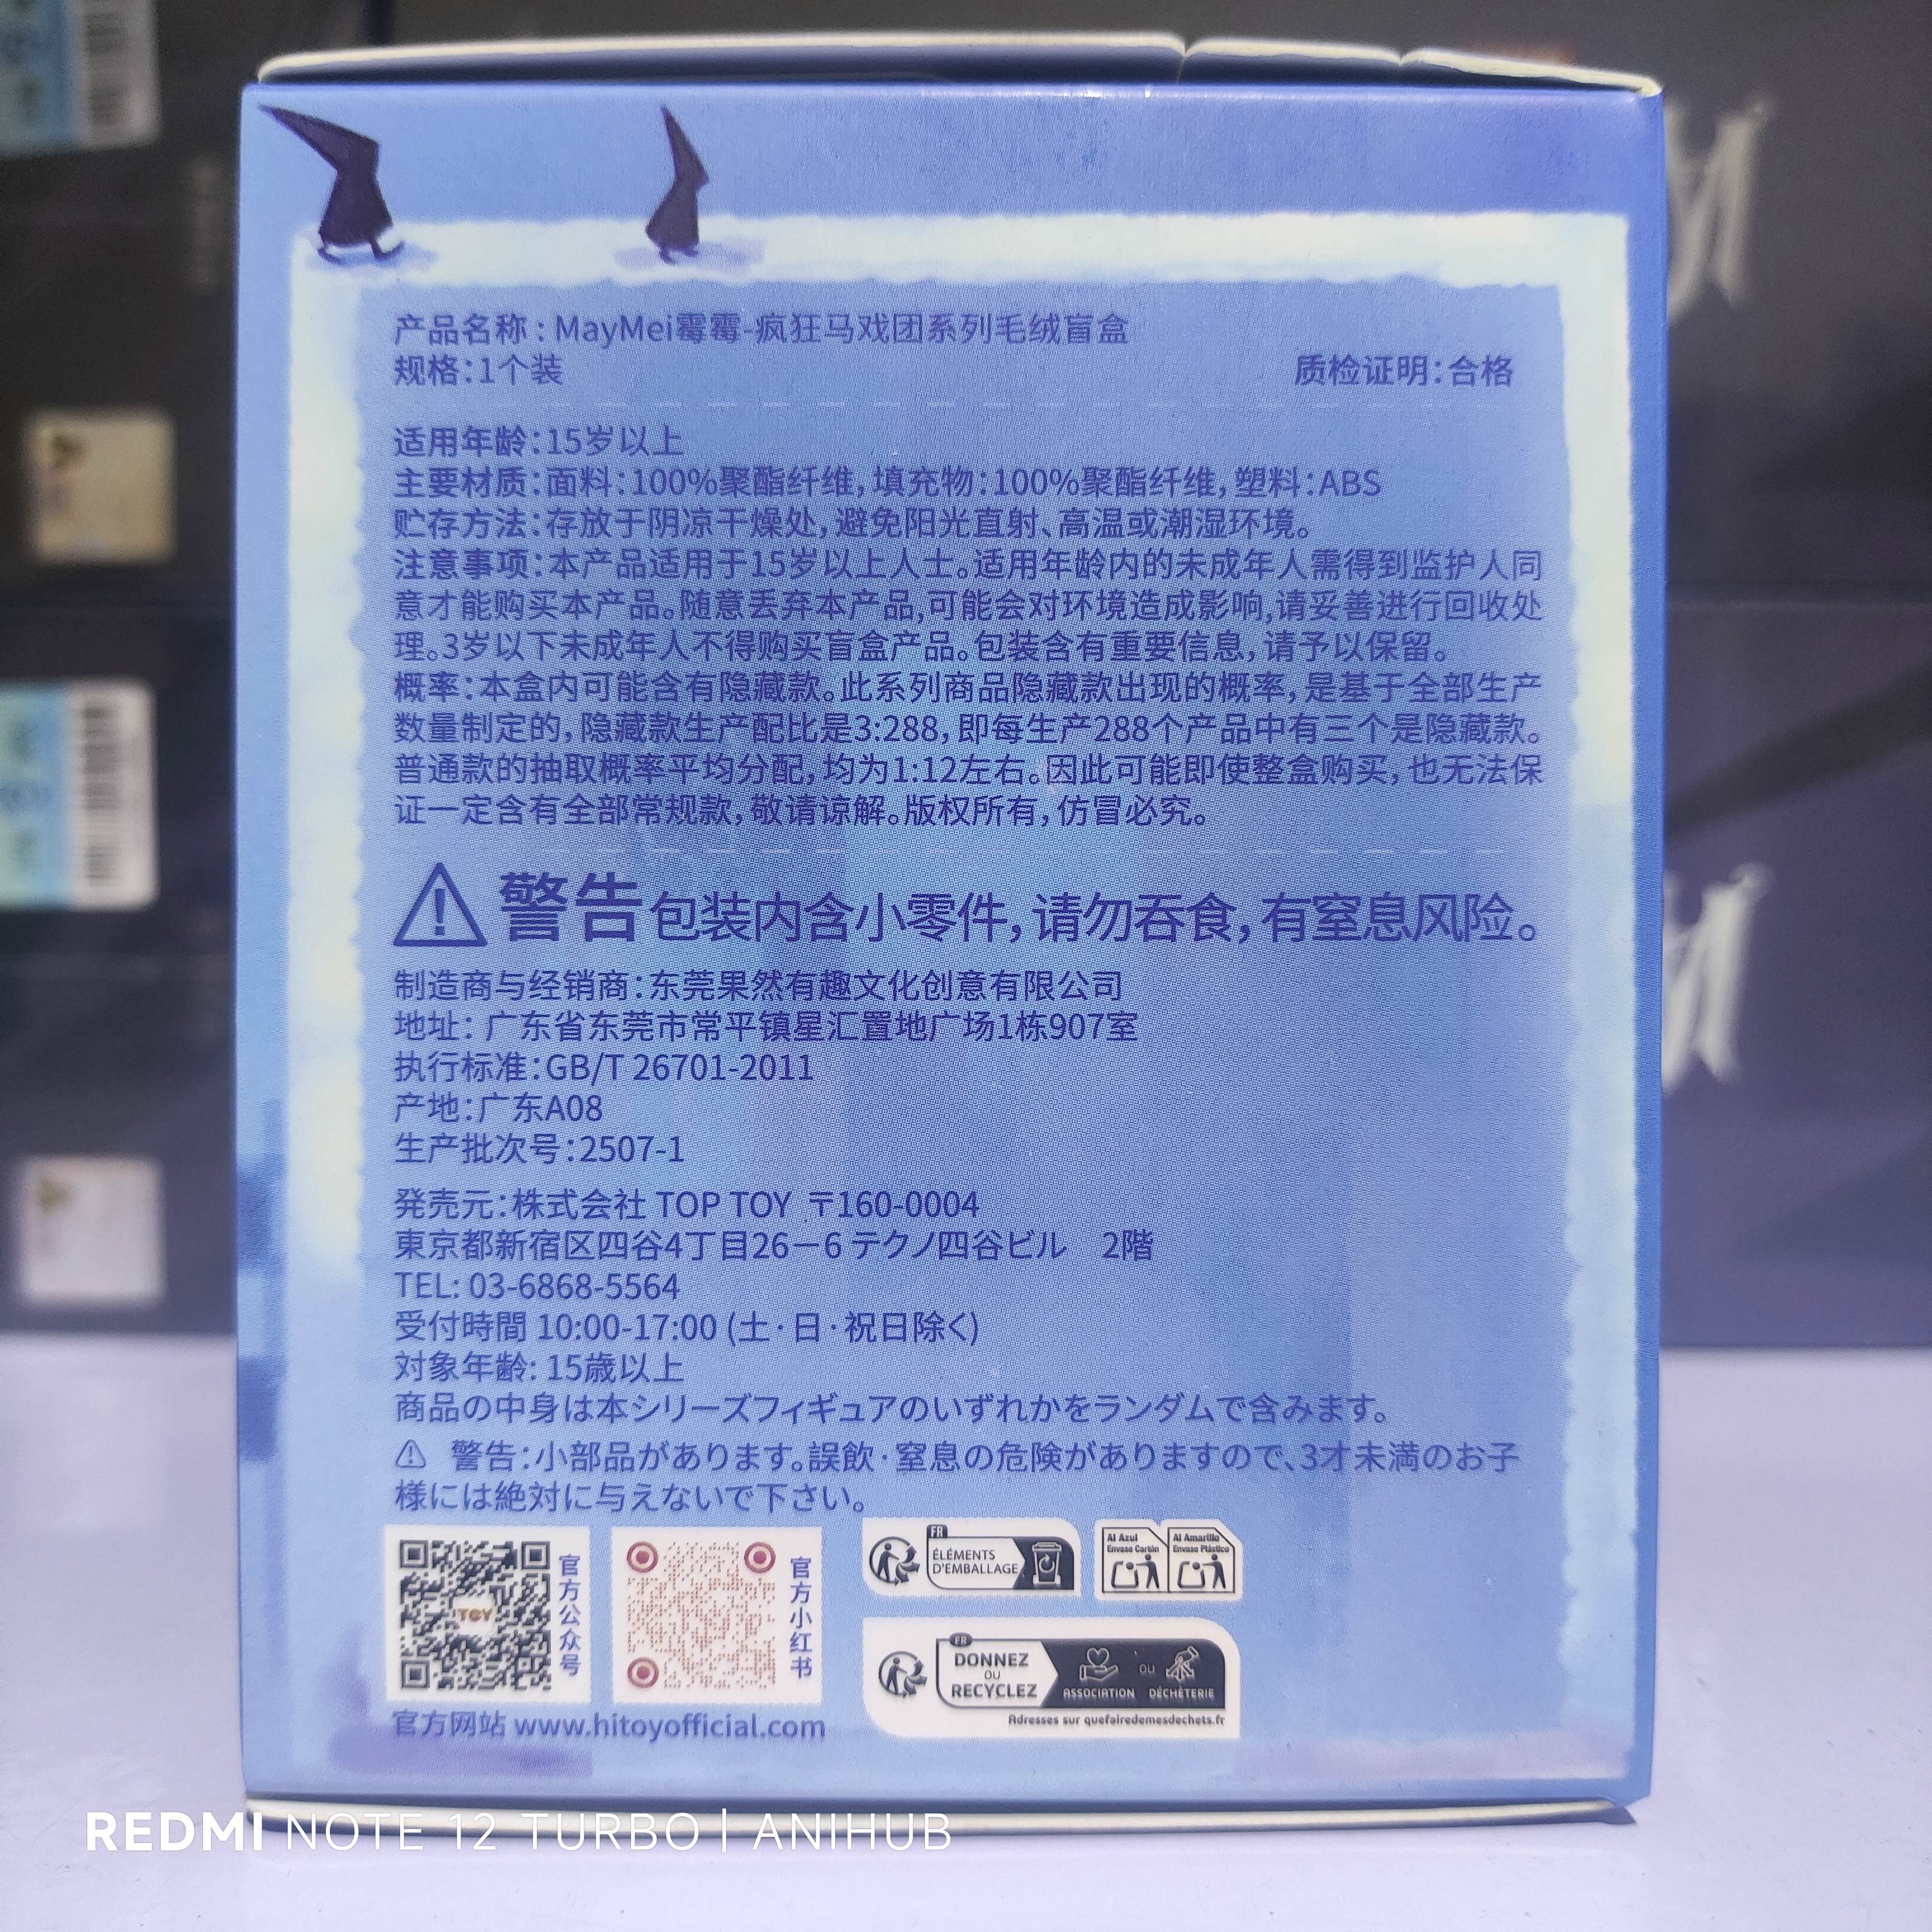 产品名称：MayMei霉霉-疯狂马戏团系列毛绒盲盒
规格：1个装
质检证明：合格
适用年龄：15岁以上
主要材质：面料：100%聚酯纤维，填充物：100%聚酯纤维，塑料：ABS
贮存方法：存放于阴凉干燥处，避免阳光直射、高温或潮湿环境。
注意事项：本产品适用于15岁以上人士。适用年龄内的未成年人需得到监护人同
意才能购买本产品。随意丢弃本产品，可能会对环境造成影响，请妥善进行回收处
理。3岁以下未成年人不得购买盲盒产品。包装含有重要信息，请予以保留。
概率：本盒内可能含有隐藏款。此系列商品隐藏款出现的概率，是基于全部生产
数量制定的，隐藏款生产配比是3:288，即每生产288个产品中有三个是隐藏款。
普通款的抽取概率平均分配，均为1:12左右。因此可能即使整盒购买，也无法保
证一定含有全部常规款，敬请谅解。版权所有，仿冒必究。
警告包装内含小零件，请勿吞食，有窒息风险。
制造商与经销商：东莞果然有趣文化创意有限公司
地址：广东省东莞市常平镇星汇置地广场1栋907室
执行标准：GB/T 26701-2011
产地：广东A08
生产批次号：2507-1
発売元：株式会社 TOP TOY 〒160-0004
東京都新宿区四谷4丁目26－6 テクノ四谷ビル　2階
TEL: 03-6868-5564
受付時間 10:00-17:00 (土·日·祝日除く)
対象年齢: 15歳以上
商品の中身は本シリーズフィギュアのいずれかをランダムで含みます。
⚠ 警告：小部品があります。誤飲·窒息の危険がありますので、3才未満のお子
様には絶対に与えないで下さい。
TOY
官方公众号
官方小红书
官方网站 www.hitoyofficial.com
FR
ÉLÉMENTS
D'EMBALLAGE
Al Azul
Envase Cartón
Al Amarillo
Envase Plástico
FR
DONNEZ
OU
RECYCLEZ
ASSOCIATION
OU
DÉCHÈTERIE
Adresses sur quefairedemesdechets.fr
REDMI NOTE 12 TURBO | ANIHUB